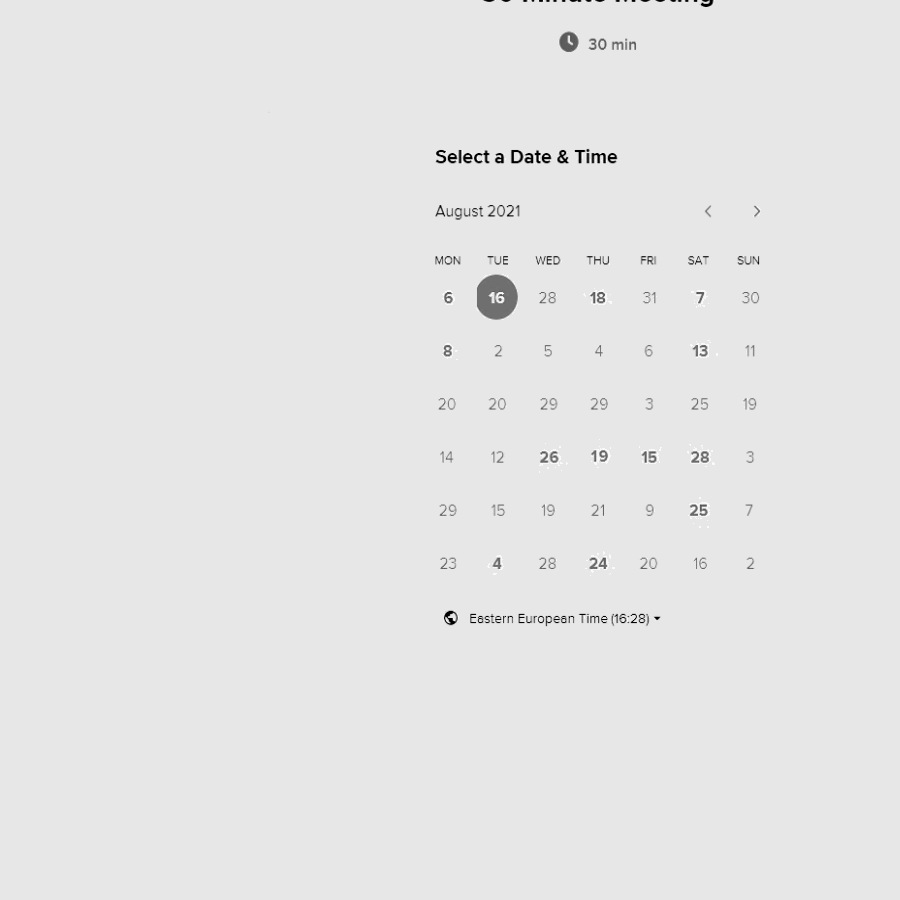 30 min
Select a Date & Time
August 2021
MON TUE WED THU FRI SAT SUN
6 16 28 18 31 7 30
8 2 5 4 6 13 11
20 20 29 29 3 25 19
14 12 26 19 15 28 3
29 15 19 21 9 25 7
23 4 28 24 20 16 2
Eastern European Time (16:28)